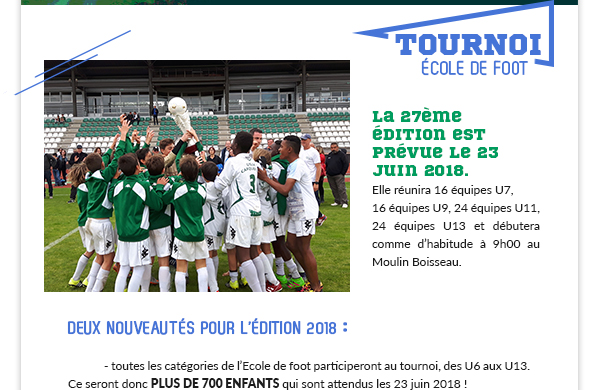 TOURNOI
ÉCOLE DE FOOT
La 27ème
édition est
prévue le 23
juin 2018.
Elle réunira 16 équipes U7,
16 équipes U9, 24 équipes U11,
24 équipes U13 et débutera
comme d'habitude à 9h00 au
Moulin Boisseau.
DEUX NOUVEAUTÉS POUR L'ÉDITION 2018 :
- toutes les catégories de l'Ecole de foot participeront au tournoi, des U6 aux U13.
Ce seront donc PLUS DE 700 ENFANTS qui sont attendus les 23 juin 2018 !